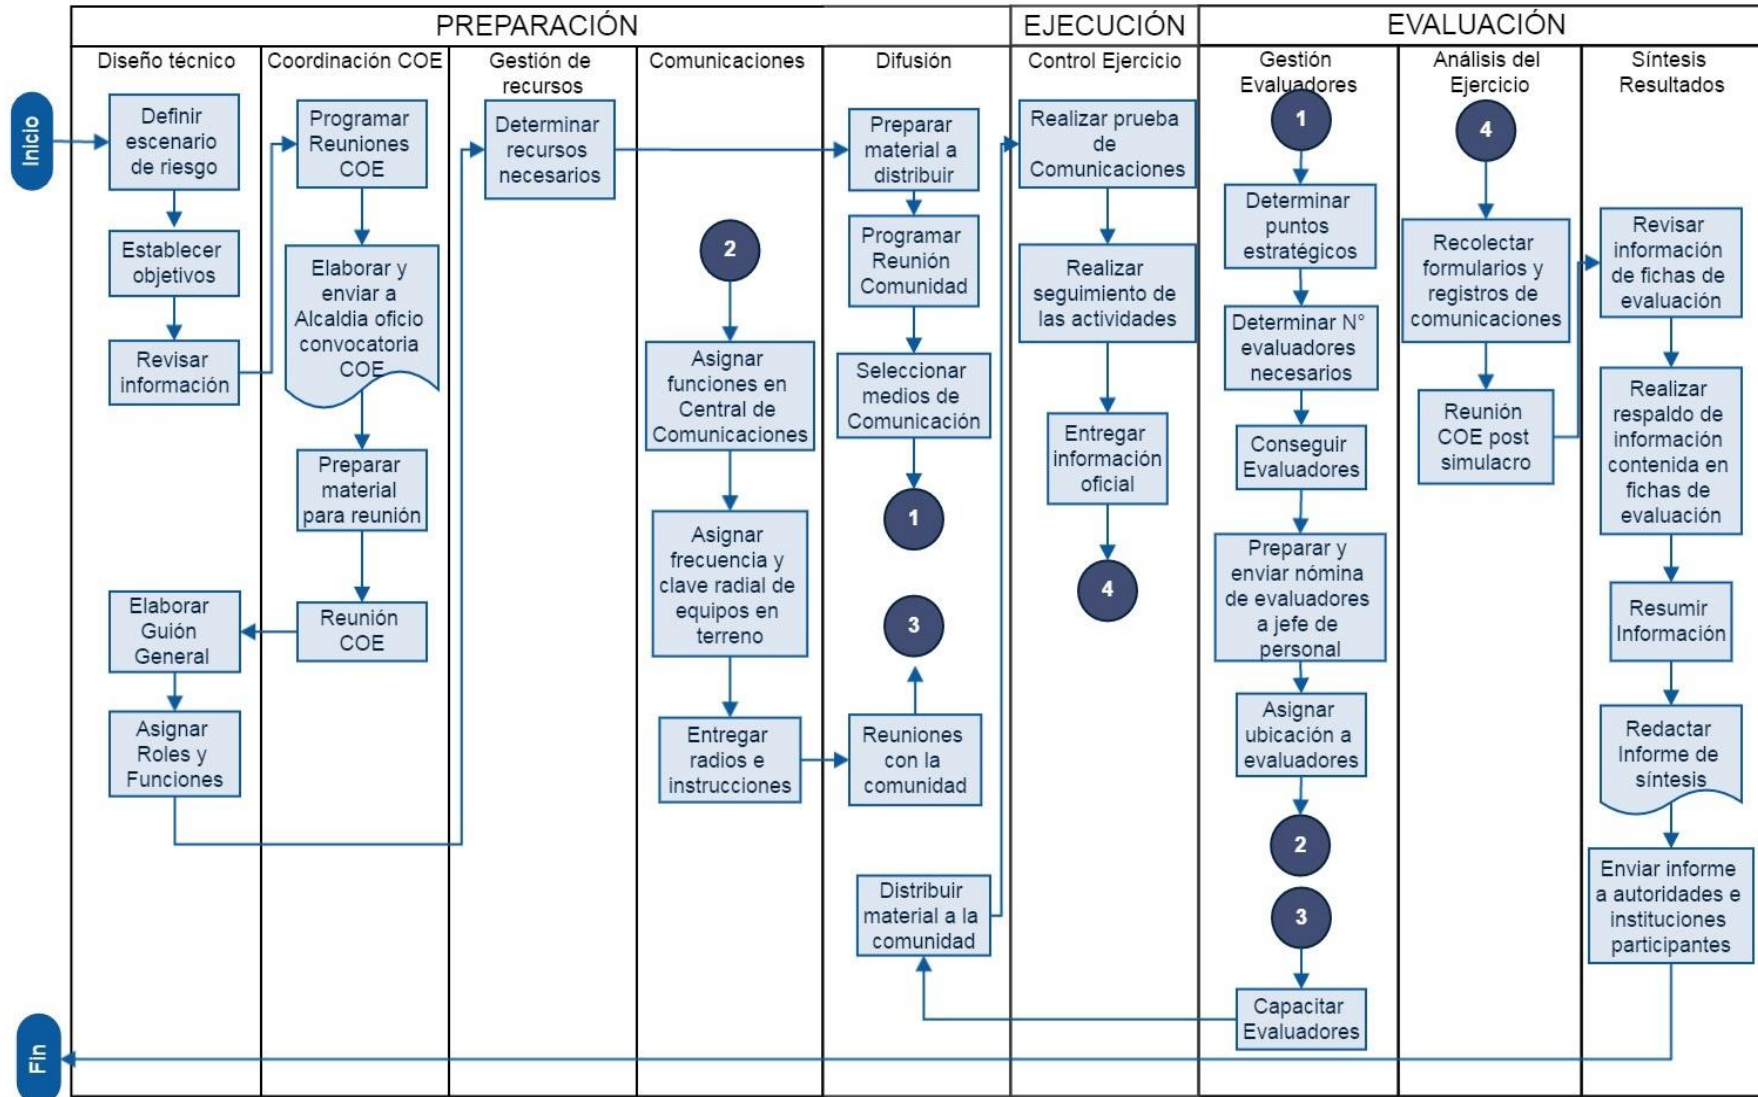 PREPARACIÓN
EJECUCIÓN
EVALUACIÓN
Diseño técnico
Coordinación COE
Gestión de
recursos
Comunicaciones
Difusión
Control Ejercicio
Gestión
Evaluadores
Análisis del
Ejercicio
Síntesis
Resultados
Inicio
Definir
escenario
de riesgo
Establecer
objetivos
Revisar
información
Elaborar
Guión
General
Asignar
Roles y
Funciones
Programar
Reuniones
COE
Elaborar y
enviar a
Alcaldia oficio
convocatoria
COE
Preparar
material
para reunión
Reunión
COE
Determinar
recursos
necesarios
2
Asignar
funciones en
Central de
Comunicaciones
Asignar
frecuencia y
clave radial de
equipos en
terreno
Entregar
radios e
instrucciones
Preparar
material a
distribuir
Programar
Reunión
Comunidad
Seleccionar
medios de
Comunicación
1
3
Reuniones
con la
comunidad
Distribuir
material a la
comunidad
Realizar prueba
de
Comunicaciones
Realizar
seguimiento de
las actividades
Entregar
información
oficial
4
1
Determinar
puntos
estratégicos
Determinar N°
evaluadores
necesarios
Conseguir
Evaluadores
Preparar y
enviar nómina
de evaluadores
a jefe de
personal
Asignar
ubicación a
evaluadores
2
3
Capacitar
Evaluadores
4
Recolectar
formularios y
registros de
comunicaciones
Reunión
COE post
simulacro
Revisar
información
de fichas de
evaluación
Realizar
respaldo de
información
contenida en
fichas de
evaluación
Resumir
Información
Redactar
Informe de
síntesis
Enviar informe
a autoridades e
instituciones
participantes
Fin